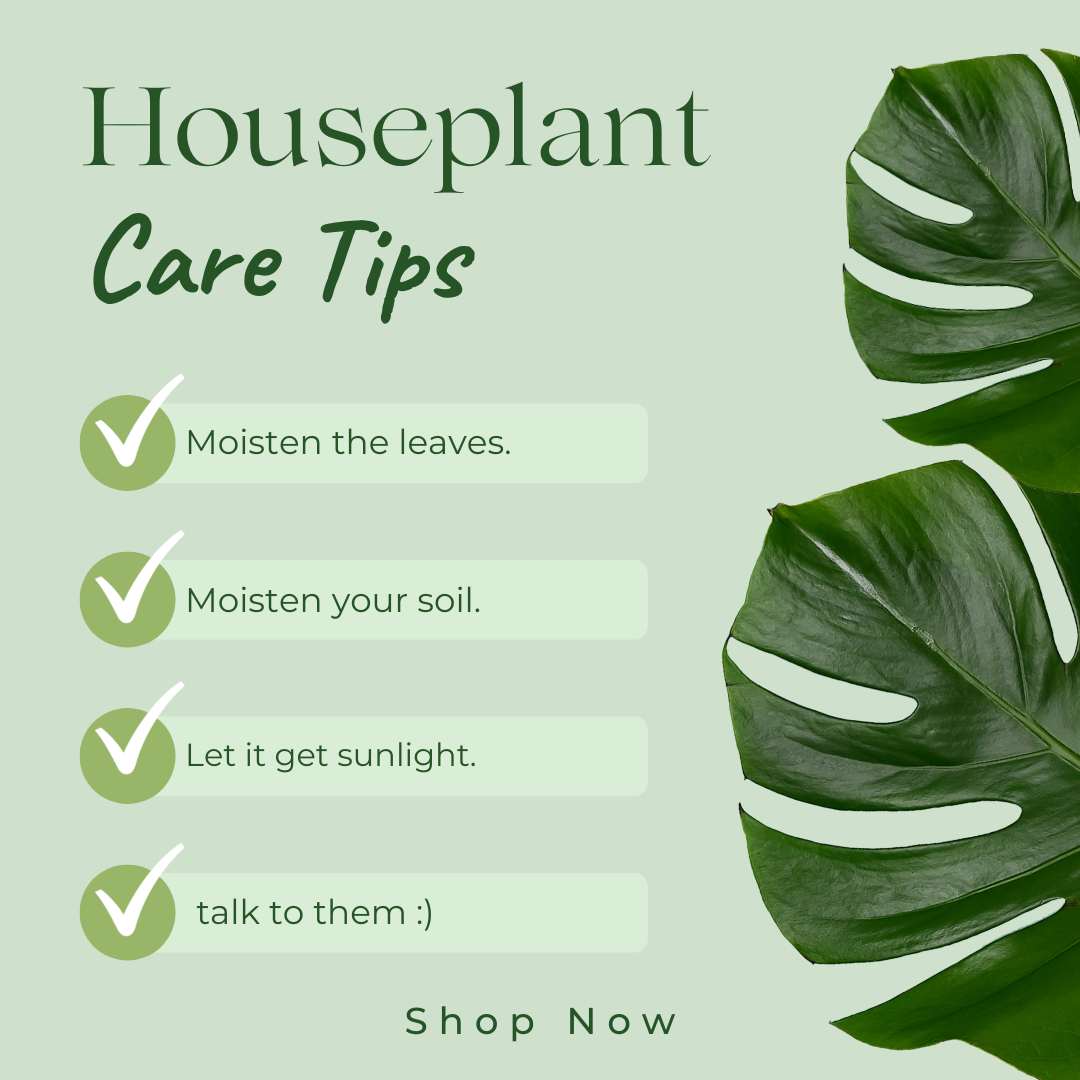 Houseplant
Care Tips
Moisten the leaves.
Moisten your soil.
Let it get sunlight.
talk to them :)
Shop Now